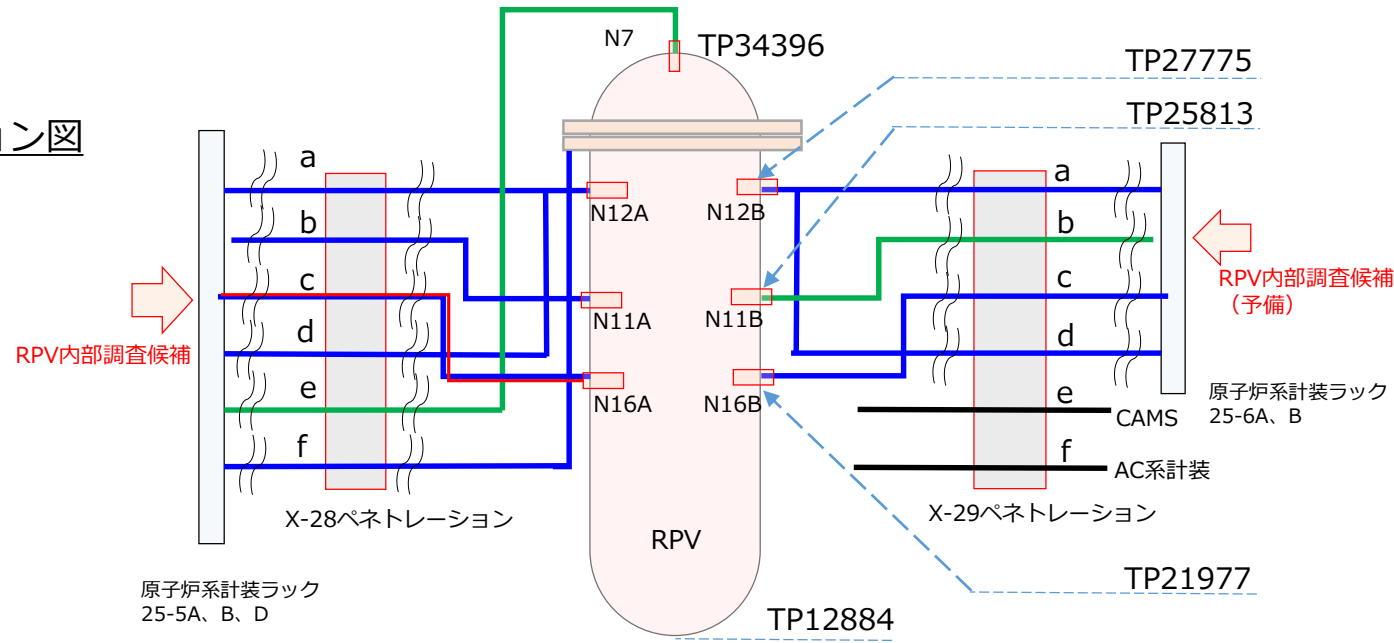 ョン図
N7
TP34396
TP27775
TP25813
a
b
c
d
e
f
N12A
N11A
N16A
N12B
N11B
N16B
a
b
c
d
e
f
RPV内部調査候補
RPV内部調査候補
（予備）
CAMS
AC系計装
原子炉系計装ラック
25-6A、B
X-28ペネトレーション
X-29ペネトレーション
RPV
原子炉系計装ラック
25-5A、B、D
TP21977
TP12884